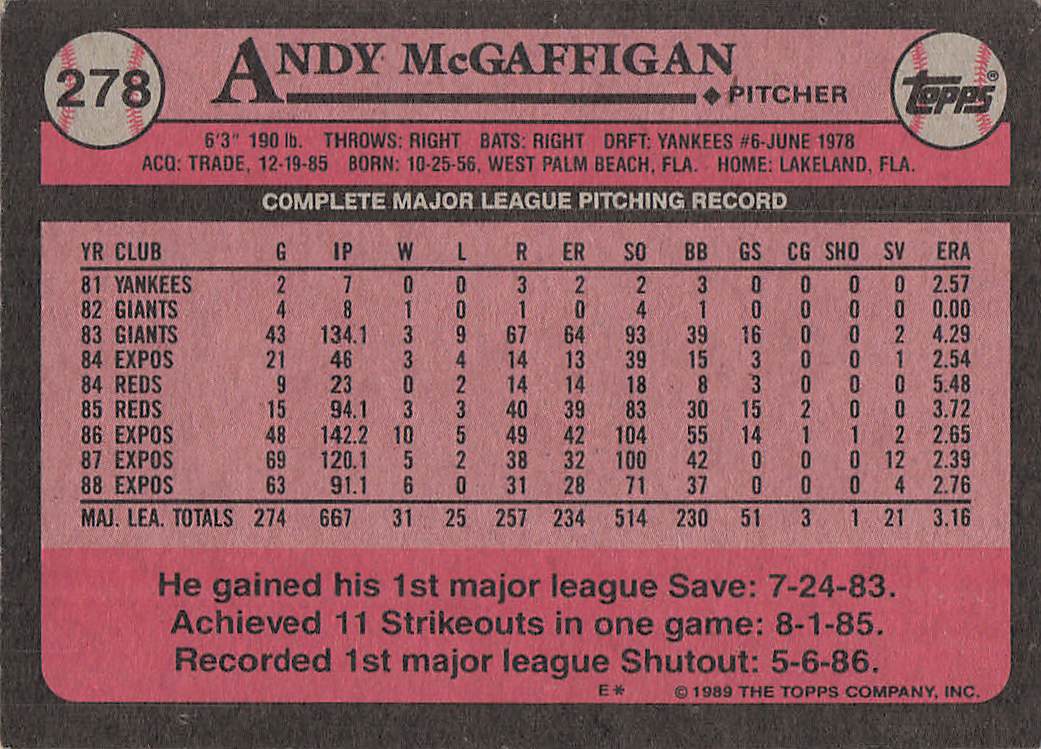 278
ANDY McGAFFIGAN
◆ PITCHER
Topps®
6'3" 190 lb. THROWS: RIGHT BATS: RIGHT DRFT: YANKEES #6-JUNE 1978
ACQ: TRADE, 12-19-85 BORN: 10-25-56, WEST PALM BEACH, FLA. HOME: LAKELAND, FLA.
COMPLETE MAJOR LEAGUE PITCHING RECORD
YR CLUB G IP W L R ER SO BB GS CG SHO SV ERA
81 YANKEES 2 7 0 0 3 2 2 3 0 0 0 0 2.57
82 GIANTS 4 8 1 0 1 0 4 1 0 0 0 0 0.00
83 GIANTS 43 134.1 3 9 67 64 93 39 16 0 0 2 4.29
84 EXPOS 21 46 3 4 14 13 39 15 3 0 0 1 2.54
84 REDS 9 23 0 2 14 14 18 8 3 0 0 0 5.48
85 REDS 15 94.1 3 3 40 39 83 30 15 2 0 0 3.72
86 EXPOS 48 142.2 10 5 49 42 104 55 14 1 1 2 2.65
87 EXPOS 69 120.1 5 2 38 32 100 42 0 0 0 12 2.39
88 EXPOS 63 91.1 6 0 31 28 71 37 0 0 0 4 2.76
MAJ. LEA. TOTALS 274 667 31 25 257 234 514 230 51 3 1 21 3.16
He gained his 1st major league Save: 7-24-83.
Achieved 11 Strikeouts in one game: 8-1-85.
Recorded 1st major league Shutout: 5-6-86.
E* © 1989 THE TOPPS COMPANY, INC.